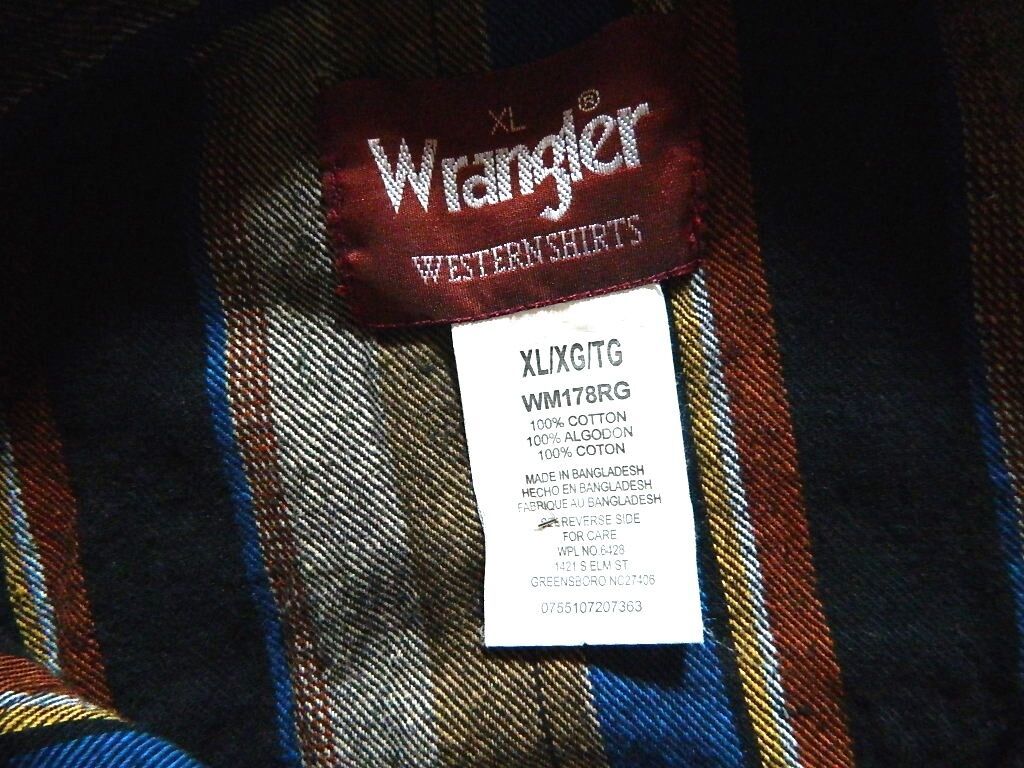 XL
Wrangler®
WESTERN SHIRTS
XL/XG/TG
WM178RG
100% COTTON
100% ALGODON
100% COTON
MADE IN BANGLADESH
HECHO EN BANGLADESH
FABRIQUE AU BANGLADESH
REVERSE SIDE
FOR CARE
WPL NO.6428
1421 S ELM ST
GREENSBORO NC27406
0755107207363